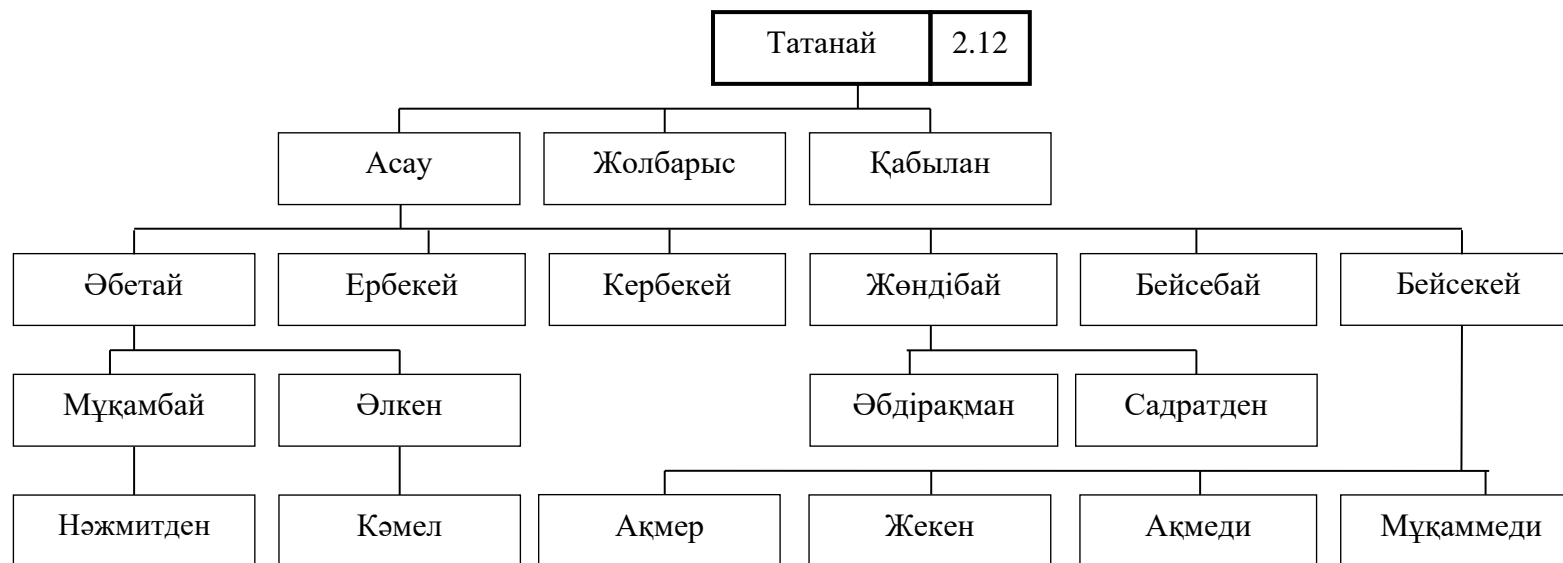 Татанай 2.12
Асау Жолбарыс Қабылан
Әбетай Ербекей Кербекей Жөндібай Бейсебай Бейсекей
Мұқамбай Әлкен Әбдірақман Садратден
Нәжмитден Кәмел Ақмер Жекен Ақмеди Мұқаммеди